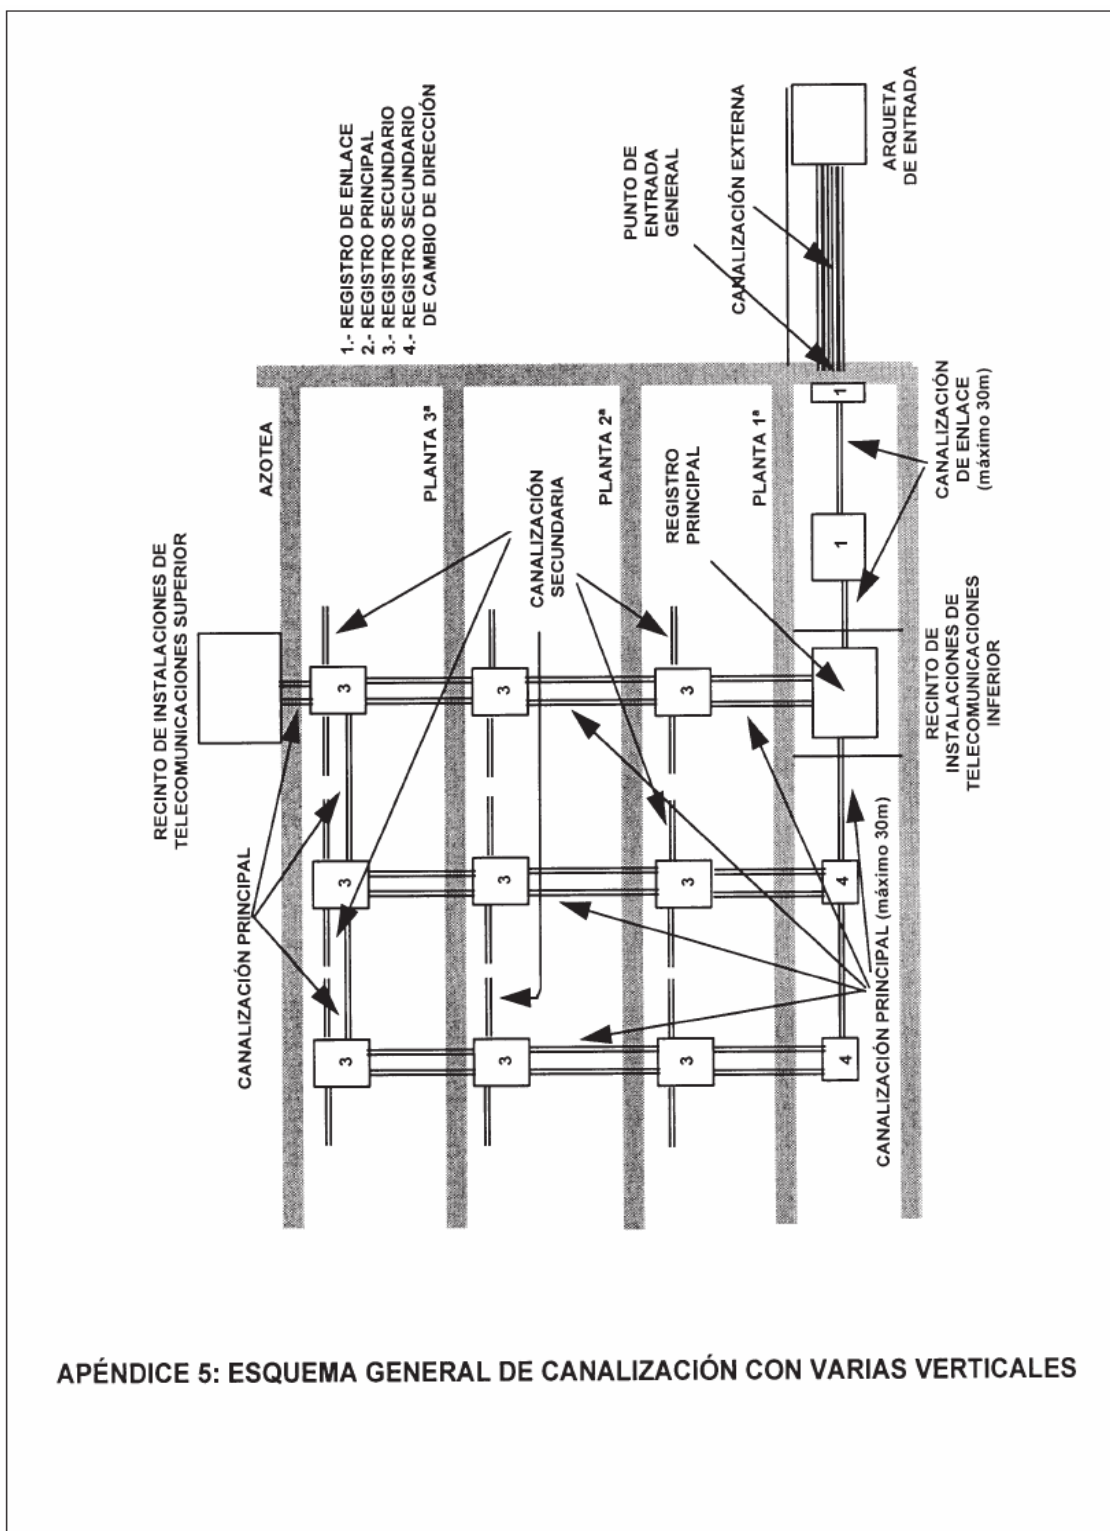 1.- REGISTRO DE ENLACE
2.- REGISTRO PRINCIPAL
3.- REGISTRO SECUNDARIO
4.- REGISTRO SECUNDARIO
DE CAMBIO DE DIRECCIÓN
RECINTO DE INSTALACIONES DE
TELECOMUNICACIONES SUPERIOR
AZOTEA
CANALIZACIÓN PRINCIPAL
3
3
3
PLANTA 3ª
CANALIZACIÓN
SECUNDARIA
3
3
3
PLANTA 2ª
REGISTRO
PRINCIPAL
3
3
3
PLANTA 1ª
PUNTO DE
ENTRADA
GENERAL
CANALIZACIÓN EXTERNA
4
4
1
1
ARQUETA
DE ENTRADA
CANALIZACIÓN PRINCIPAL (máximo 30m)
RECINTO DE
INSTALACIONES DE
TELECOMUNICACIONES
INFERIOR
CANALIZACIÓN
DE ENLACE
(máximo 30m)
APÉNDICE 5: ESQUEMA GENERAL DE CANALIZACIÓN CON VARIAS VERTICALES